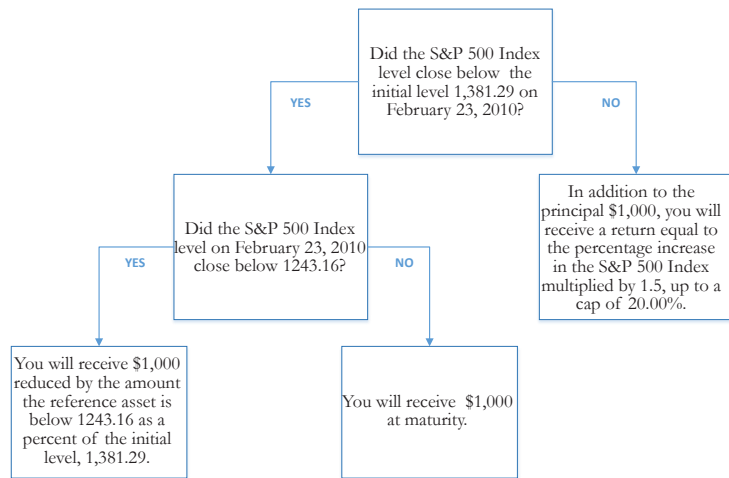 Did the S&P 500 Index
level close below the
initial level 1,381.29 on
February 23, 2010?
YES
NO
Did the S&P 500 Index
level on February 23, 2010
close below 1243.16?
In addition to the
principal $1,000, you will
receive a return equal to
the percentage increase
in the S&P 500 Index
multiplied by 1.5, up to a
cap of 20.00%.
YES
NO
You will receive $1,000
reduced by the amount
the reference asset is
below 1243.16 as a
percent of the initial
level, 1,381.29.
You will receive $1,000
at maturity.